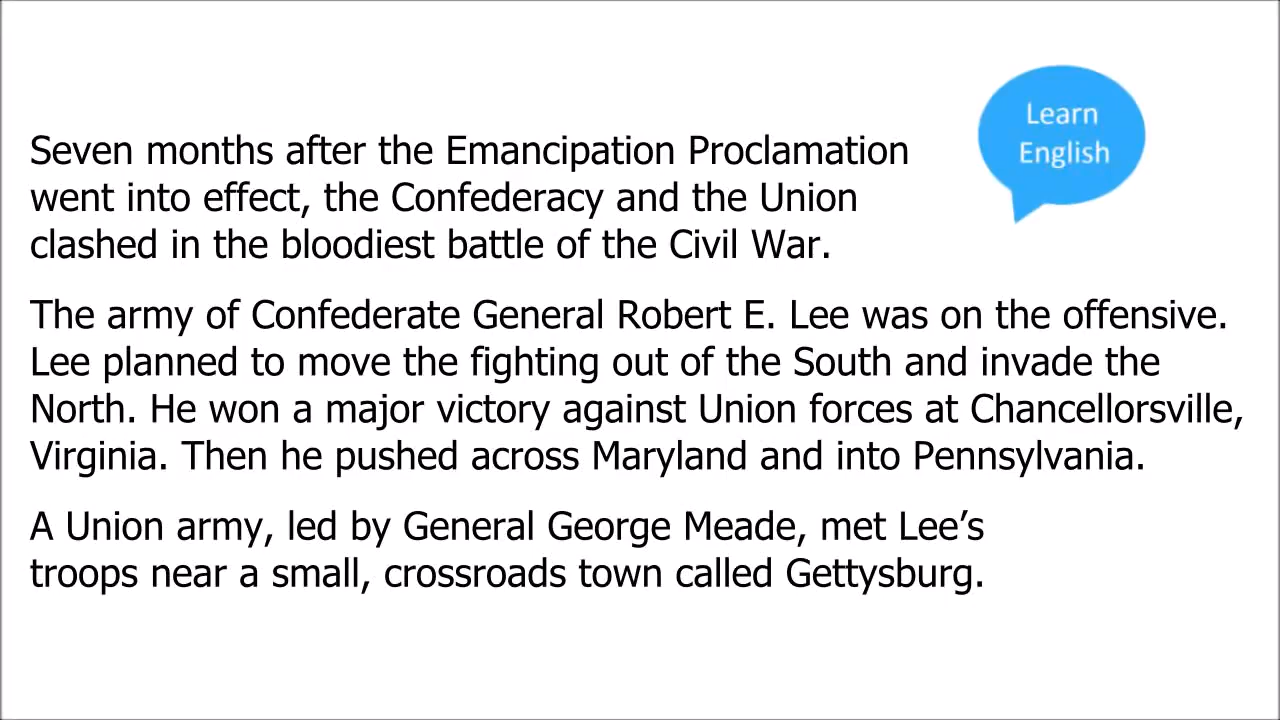 Learn
English
Seven months after the Emancipation Proclamation
went into effect, the Confederacy and the Union
clashed in the bloodiest battle of the Civil War.
The army of Confederate General Robert E. Lee was on the offensive.
Lee planned to move the fighting out of the South and invade the
North. He won a major victory against Union forces at Chancellorsville,
Virginia. Then he pushed across Maryland and into Pennsylvania.
A Union army, led by General George Meade, met Lee’s
troops near a small, crossroads town called Gettysburg.